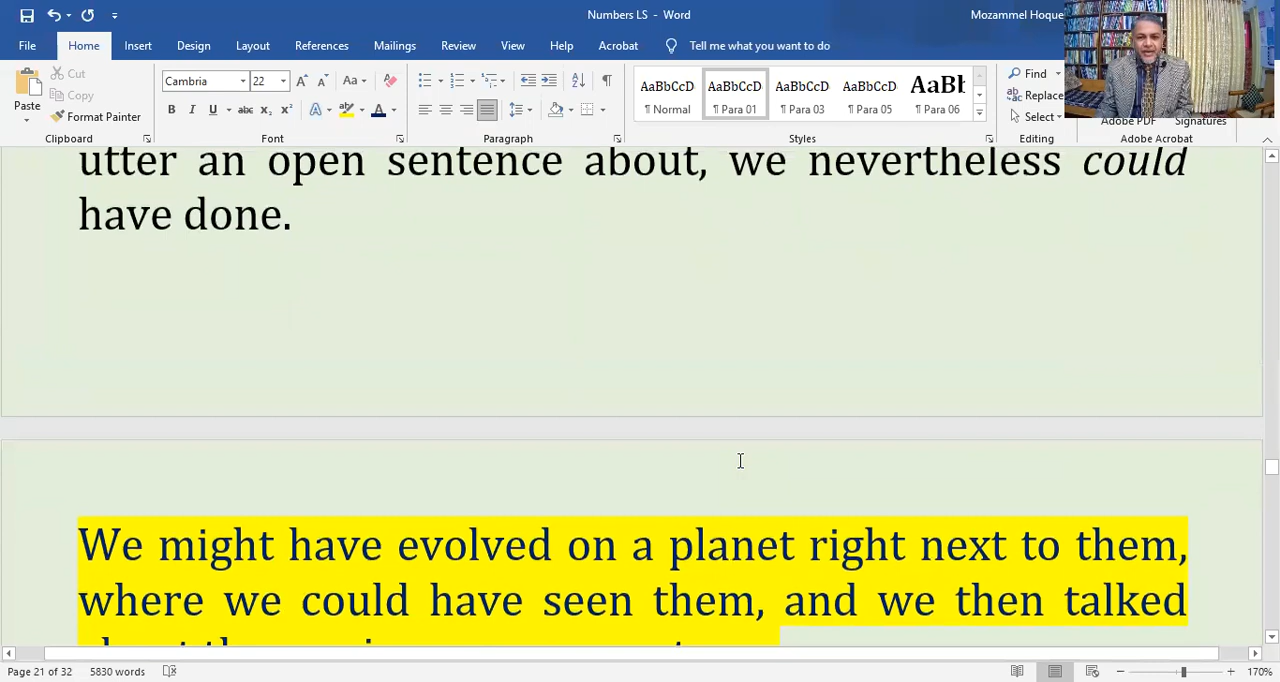 Numbers LS - Word
Mozammel Hoque
File Home Insert Design Layout References Mailings Review View Help Acrobat Tell me what you want to do
Paste
Cut
Copy
Format Painter
Clipboard
Cambria 22
Font
Paragraph
AaBbCcD AaBbCcD AaBbCcD AaBbCcD AaBb
¶ Normal ¶ Para 01 ¶ Para 03 ¶ Para 05 ¶ Para 06
Styles
Find
Replace
Select
Editing
Adobe PDF Signatures
Adobe Acrobat
utter an open sentence about, we nevertheless could
have done.
We might have evolved on a planet right next to them,
where we could have seen them, and we then talked
Page 21 of 32 5830 words
170%